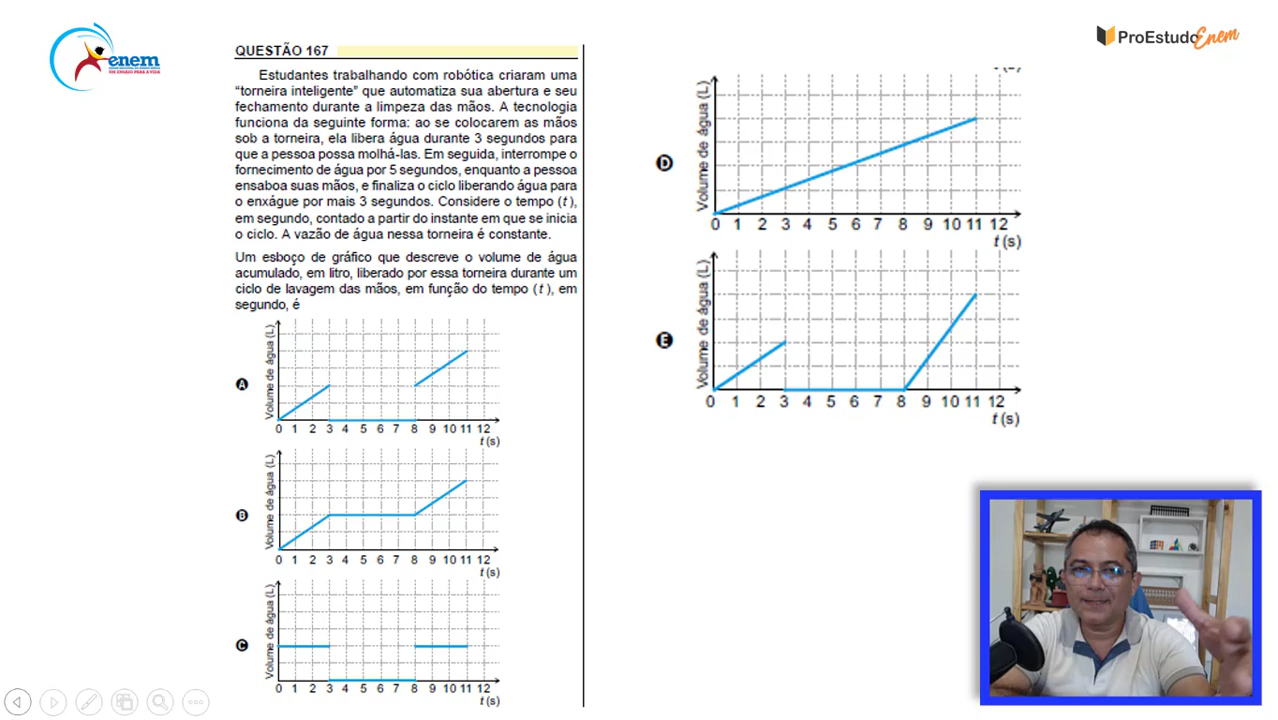 enem
ProEstudo Enem
QUESTÃO 167
Estudantes trabalhando com robótica criaram uma
“torneira inteligente” que automatiza sua abertura e seu
fechamento durante a limpeza das mãos. A tecnologia
funciona da seguinte forma: ao se colocarem as mãos
sob a torneira, ela libera água durante 3 segundos para
que a pessoa possa molhá-las. Em seguida, interrompe o
fornecimento de água por 5 segundos, enquanto a pessoa
ensaboa suas mãos, e finaliza o ciclo liberando água para
o enxágue por mais 3 segundos. Considere o tempo (t),
em segundo, contado a partir do instante em que se inicia
o ciclo. A vazão de água nessa torneira é constante.
Um esboço de gráfico que descreve o volume de água
acumulado, em litro, liberado por essa torneira durante um
ciclo de lavagem das mãos, em função do tempo (t), em
segundo, é
A
Volume de água (L)
0 1 2 3 4 5 6 7 8 9 10 11 12
t (s)
B
Volume de água (L)
0 1 2 3 4 5 6 7 8 9 10 11 12
t (s)
C
Volume de água (L)
0 1 2 3 4 5 6 7 8 9 10 11 12
t (s)
D
Volume de água (L)
0 1 2 3 4 5 6 7 8 9 10 11 12
t (s)
E
Volume de água (L)
0 1 2 3 4 5 6 7 8 9 10 11 12
t (s)